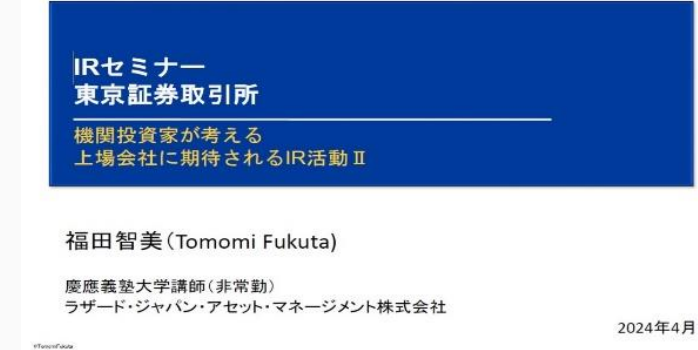 IRセミナー
東京証券取引所
機関投資家が考える
上場会社に期待されるIR活動Ⅱ
福田智美(Tomomi Fukuta)
慶應義塾大学講師(非常勤)
ラザード・ジャパン・アセット・マネージメント株式会社
2024年4月
©TomomiFukuta